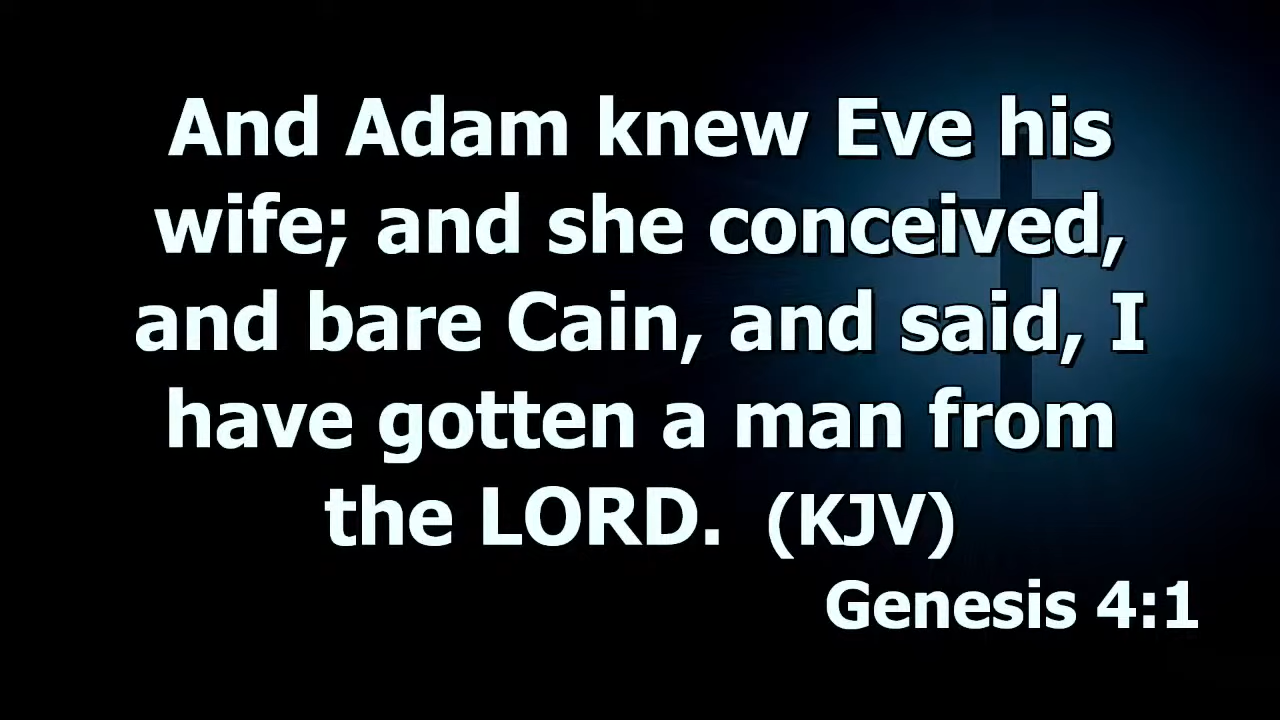 And Adam knew Eve his
wife; and she conceived,
and bare Cain, and said, I
have gotten a man from
the LORD. (KJV)
Genesis 4:1